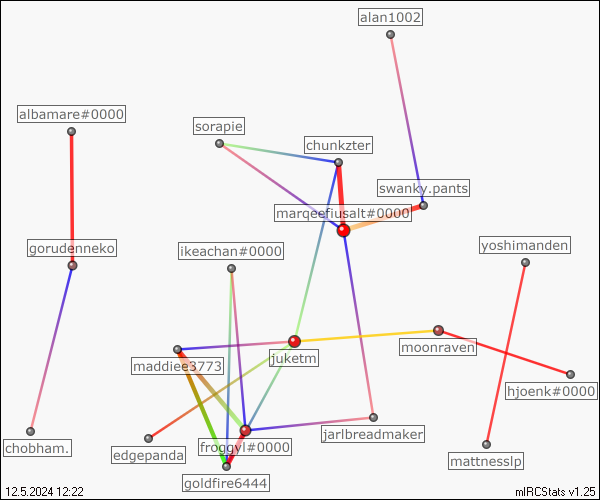 alan1002
albamare#0000
sorapie
chunkzter
swanky.pants
marqeefiusalt#0000
gorudenneko
ikeachan#0000
yoshimanden
juketm
moonraven
maddiee3773
hjoenk#0000
jarlbreadmaker
chobham.
edgepanda
froggyl#0000
mattnesslp
goldfire6444
12.5.2024 12:22
mIRCStats v1.25